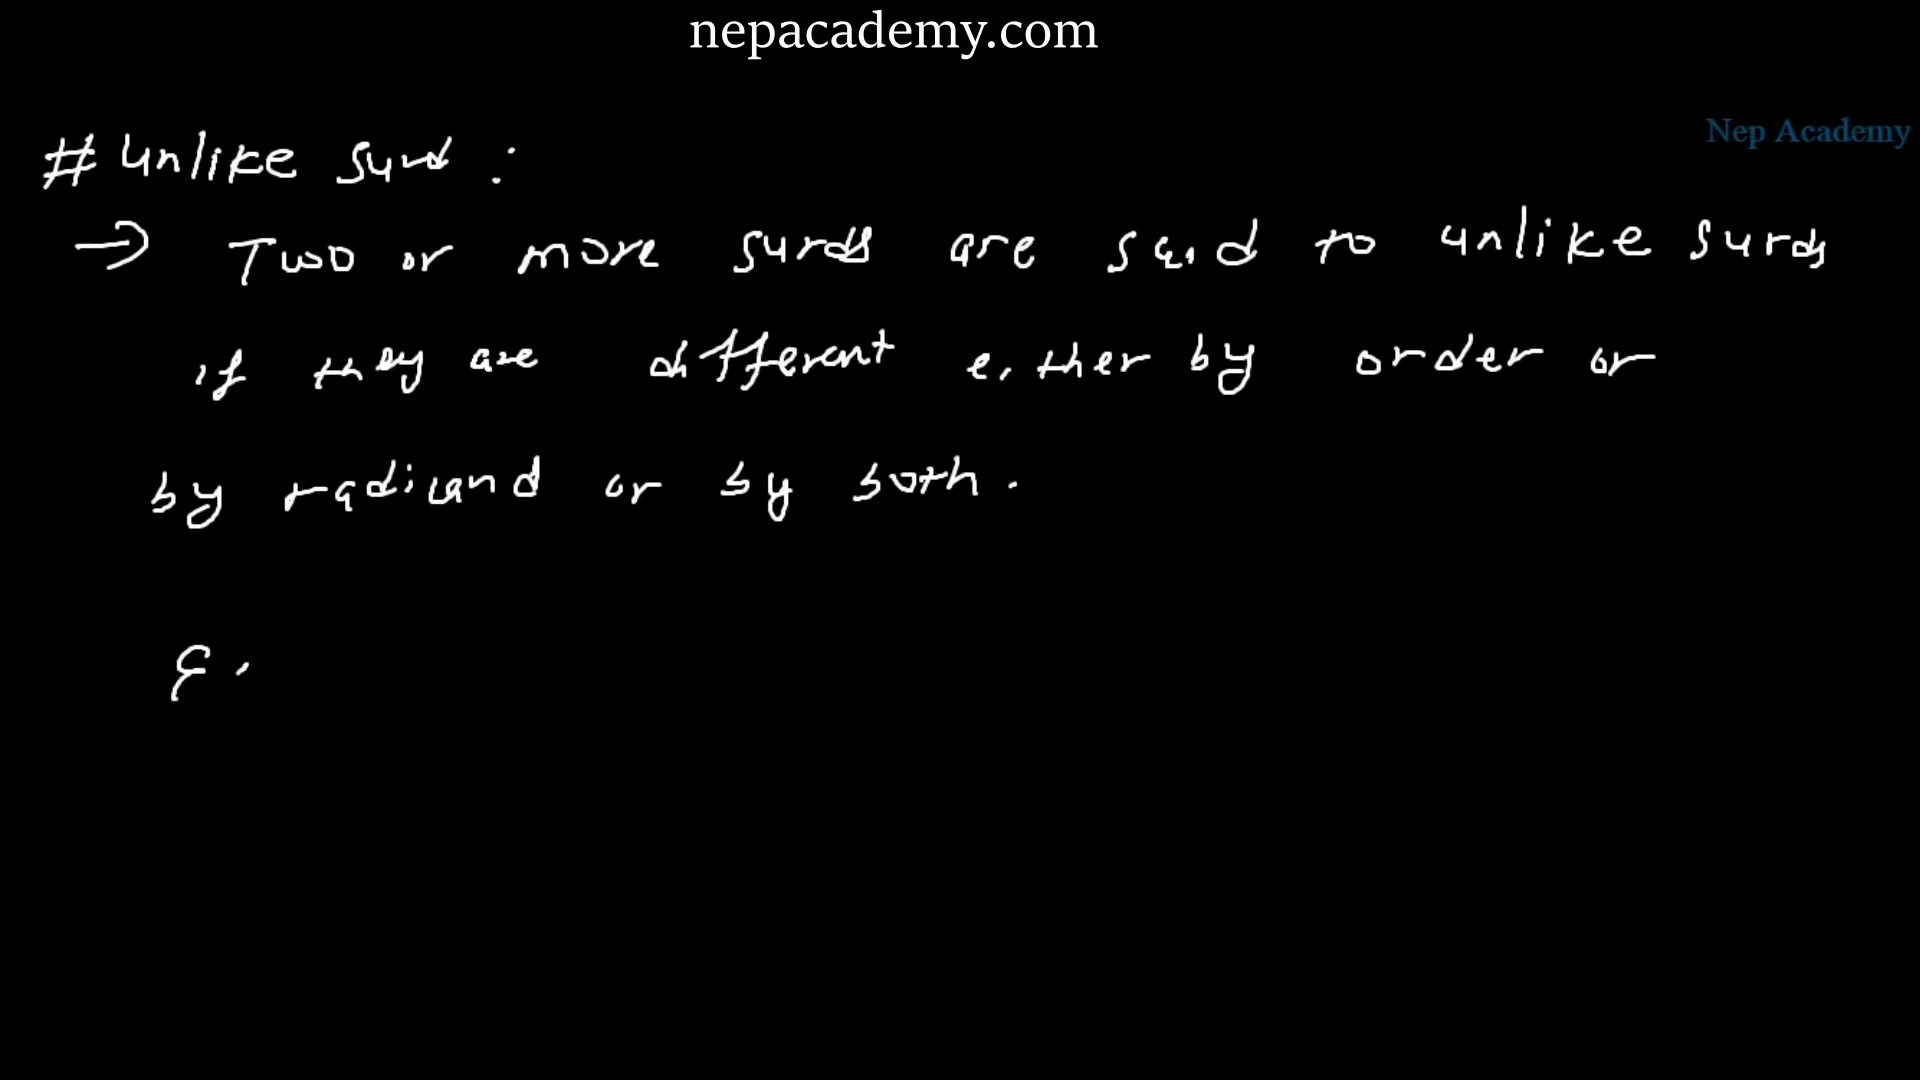 nepacademy.com
Nep Academy
#unlike surd :
→ Two or more surds are said to unlike surds
if they are different either by order or
by radicand or by both.